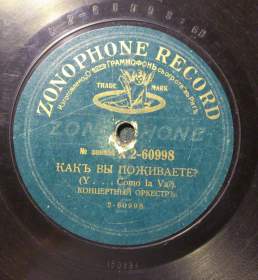 ZONOPHONE RECORD
TRADE MARK
ZONOPHONE
№ X 2-60998
КАКЪ ВЫ ПОЖИВАЕТЕ?
(Y . . . Como la Va?).
КОНЦЕРТНЫЙ ОРКЕСТРЪ.
2-60998